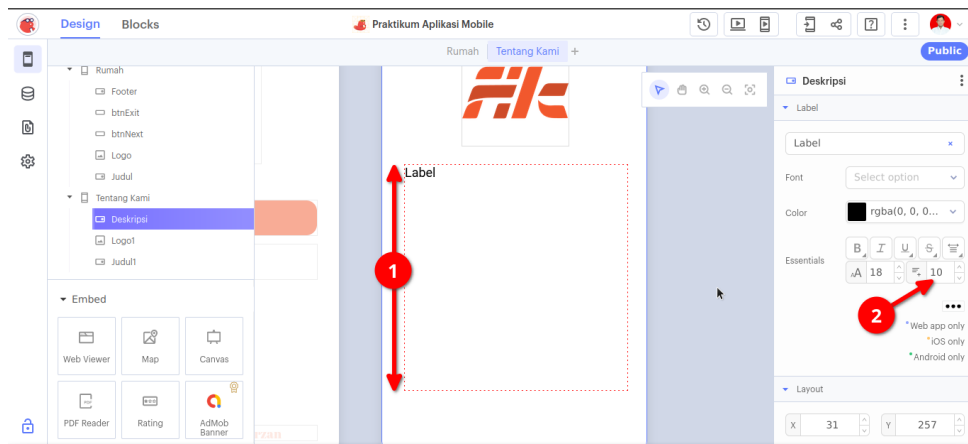 Design Blocks Praktikum Aplikasi Mobile
Rumah Tentang Kami +
Public
Rumah
Footer
btnExit
btnNext
Logo
Judul
Tentang Kami
Deskripsi
Logo1
Judul1
Embed
Web Viewer Map Canvas
PDF Reader Rating AdMob Banner
Label
1
2
Deskripsi
Label
Label ×
Font Select option
Color rgba(0, 0, 0...
Essentials B I U S
AA 18 10
•••
*Web app only
*iOS only
*Android only
Layout
X 31 Y 257